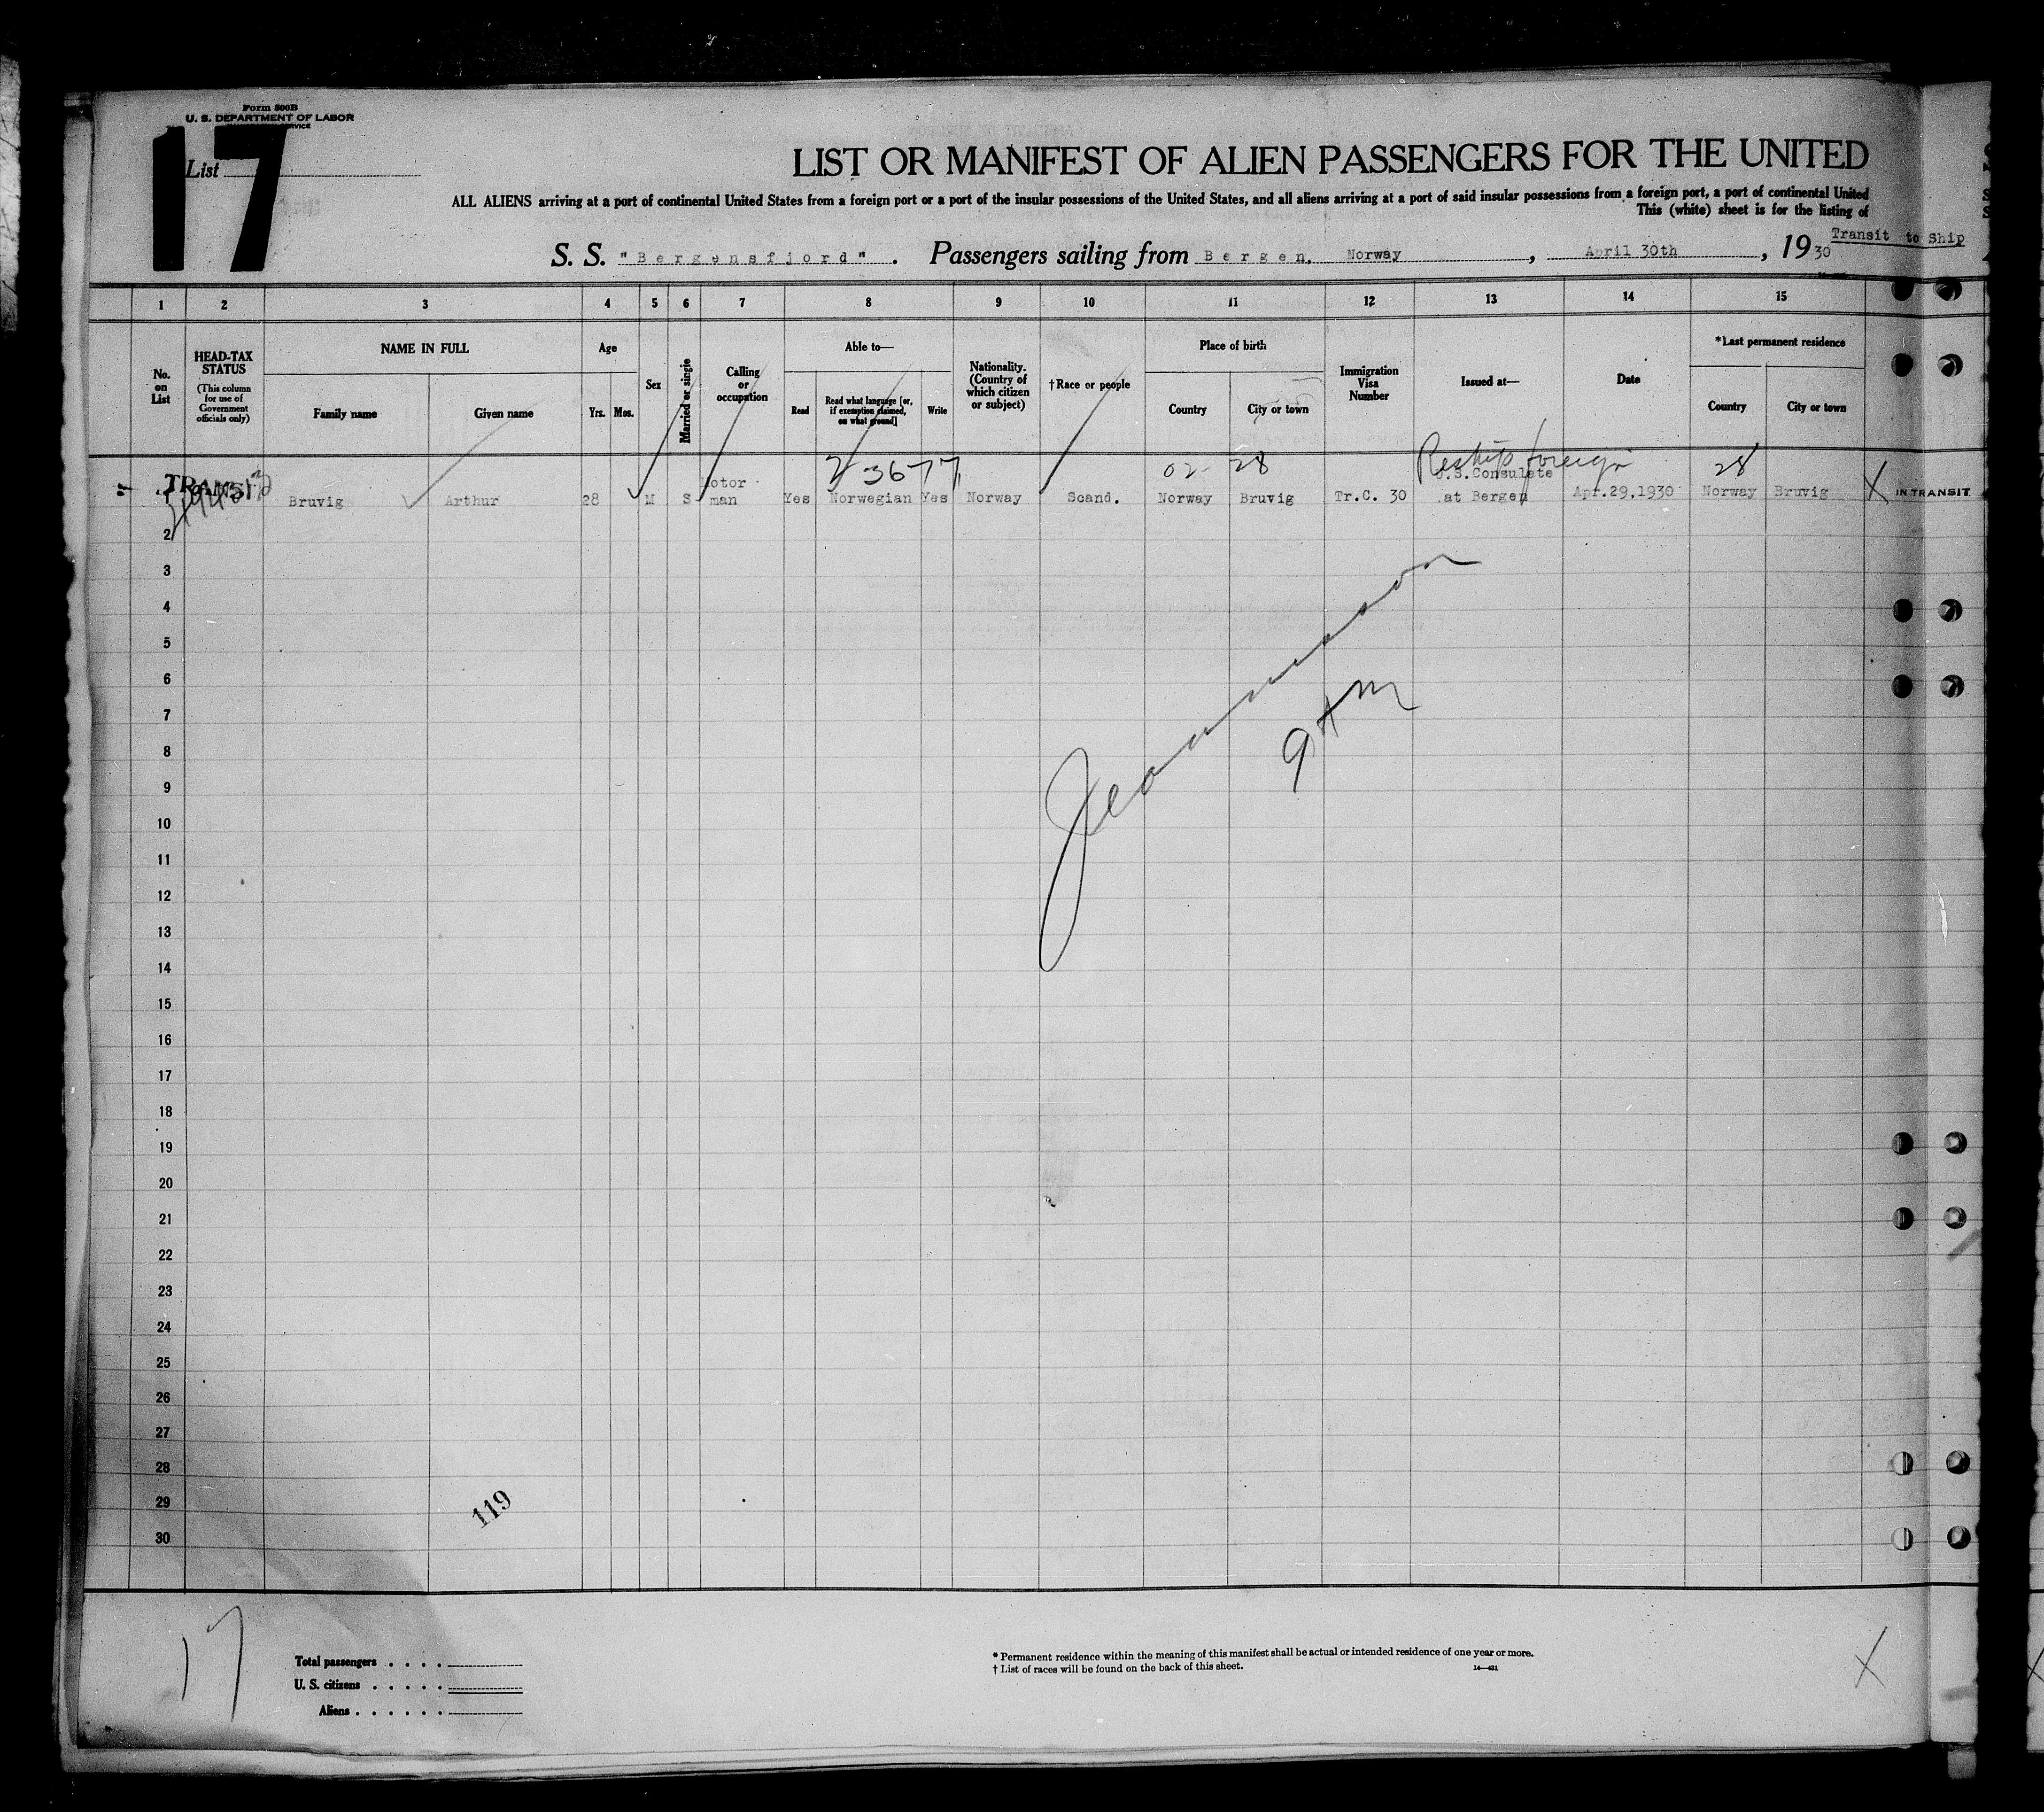 Form 500B
U. S. DEPARTMENT OF LABOR
SERVICE
17
List
LIST OR MANIFEST OF ALIEN PASSENGERS FOR THE UNITED
ALL ALIENS arriving at a port of continental United States from a foreign port or a port of the insular possessions of the United States, and all aliens arriving at a port of said insular possessions from a foreign port, a port of continental United
This (white) sheet is for the listing of
Transit to Ship
S. S. "Bergensfjord" . Passengers sailing from Bergen, Norway , April 30th , 1930
1 2 3 4 5 6 7 8 9 10 11 12 13 14 15
No. on List
HEAD-TAX STATUS (This column for use of Government officials only)
NAME IN FULL
Family name Given name
Age
Yrs. Mos.
Sex
Married or single
Calling or occupation
Able to—
Read
Read what language [or, if exemption claimed, on what ground]
Write
Nationality. (Country of which citizen or subject)
†Race or people
Place of birth
Country City or town
Immigration Visa Number
Issued at—
Date
*Last permanent residence
Country City or town
2-3677 02- 28 Reship foreign 28
TRANSIT
1 Bruvig Arthur 28 M S otor man Yes Norwegian Yes Norway Scand. Norway Bruvig Tr.C. 30 .S.Consulate at Bergen Apr.29,1930 Norway Bruvig X IN TRANSIT
2
3
4
5
6
7
9 AM
8
9
10
11
12
13
14
15
16
17
18
19
20
21
22
23
24
25
26
27
28
29
119
30
17
Total passengers . . . .
U. S. citizens . . . . .
Aliens . . . . . .
* Permanent residence within the meaning of this manifest shall be actual or intended residence of one year or more.
† List of races will be found on the back of this sheet.
14—431
X